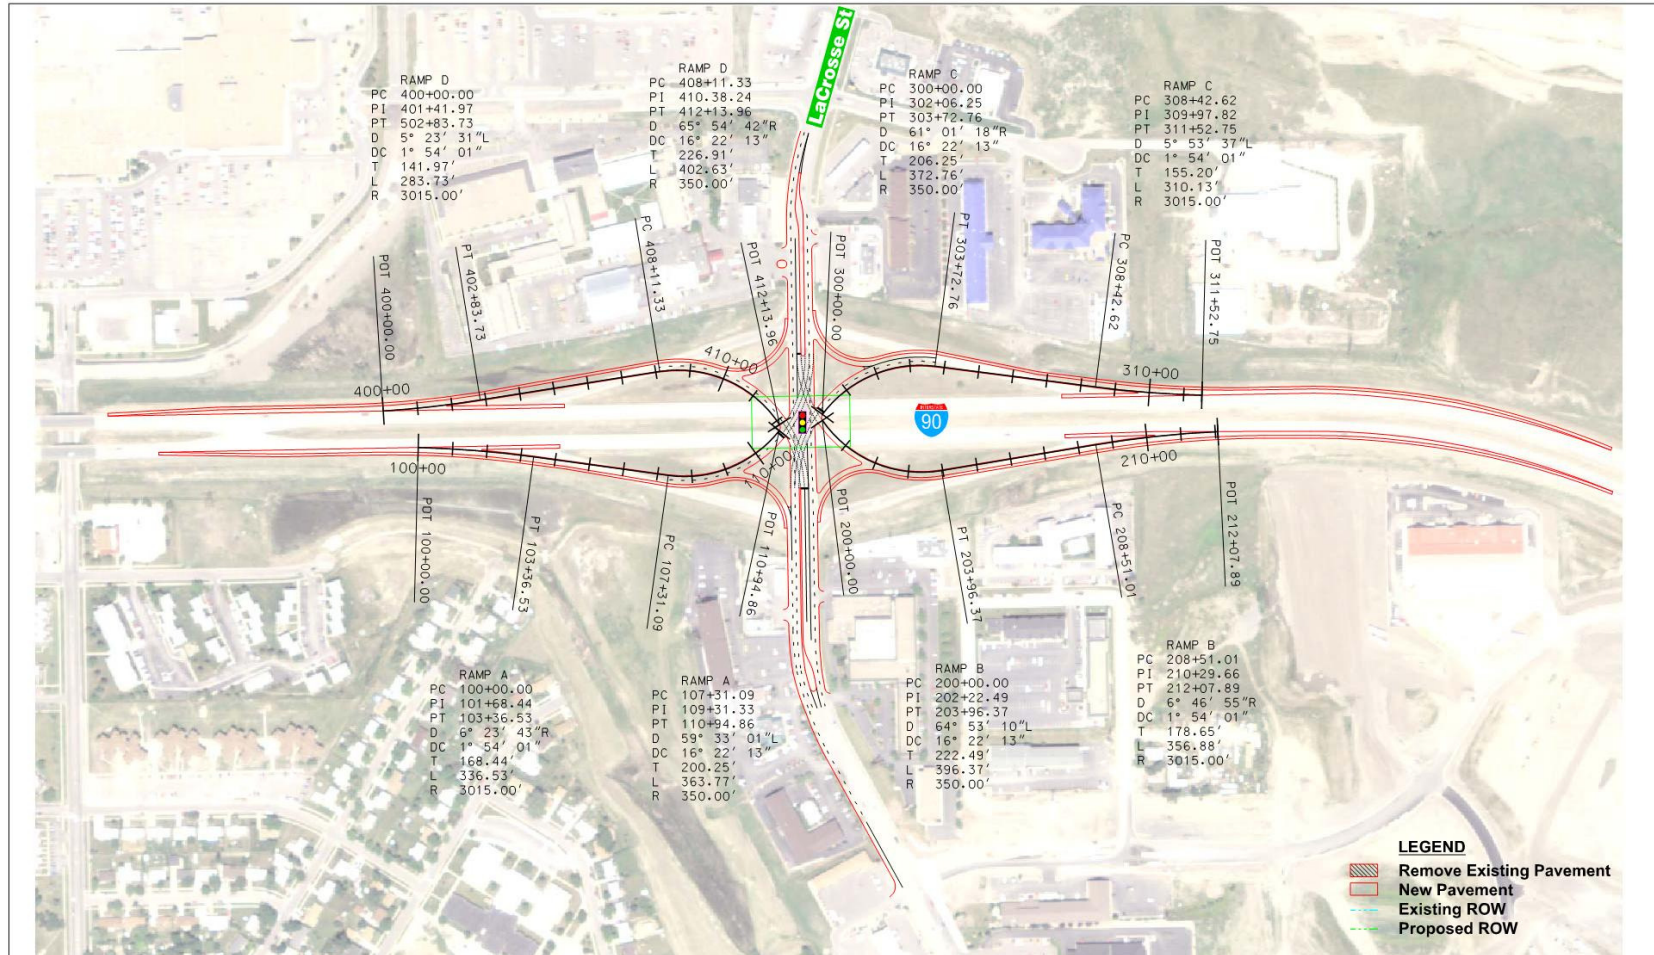 LaCrosse St
RAMP D
PC 400+00.00
PI 401+41.97
PT 502+83.73
D 5° 23' 31"L
DC 1° 54' 01"
T 141.97'
L 283.73'
R 3015.00'
RAMP D
PC 408+11.33
PI 410.38.24
PT 412+13.96
D 65° 54' 42"R
DC 16° 22' 13"
T 226.91'
L 402.63'
R 350.00'
RAMP C
PC 300+00.00
PI 302+06.25
PT 303+72.76
D 61° 01' 18"R
DC 16° 22' 13"
T 206.25'
L 372.76'
R 350.00'
RAMP C
PC 308+42.62
PI 309+97.82
PT 311+52.75
D 5° 53' 37"L
DC 1° 54' 01"
T 155.20'
L 310.13'
R 3015.00'
POT 400+00.00
PT 402+83.73
PC 408+11.33
POT 412+13.96
POT 300+00.00
PT 303+72.76
PC 308+42.62
POT 311+52.75
400+00
410+00
310+00
90
100+00
110+00
210+00
POT 100+00.00
PT 103+36.53
PC 107+31.09
POT 110+94.86
POT 200+00.00
PT 203+96.37
PC 208+51.01
POT 212+07.89
RAMP A
PC 100+00.00
PI 101+68.44
PT 103+36.53
D 6° 23' 43"R
DC 1° 54' 01"
T 168.44'
L 336.53'
R 3015.00'
RAMP A
PC 107+31.09
PI 109+31.33
PT 110+94.86
D 59° 33' 01"L
DC 16° 22' 13"
T 200.25'
L 363.77'
R 350.00'
RAMP B
PC 200+00.00
PI 202+22.49
PT 203+96.37
D 64° 53' 10"L
DC 16° 22' 13"
T 222.49'
L 396.37'
R 350.00'
RAMP B
PC 208+51.01
PI 210+29.66
PT 212+07.89
D 6° 46' 55"R
DC 1° 54' 01"
T 178.65'
L 356.88'
R 3015.00'
LEGEND
Remove Existing Pavement
New Pavement
Existing ROW
Proposed ROW